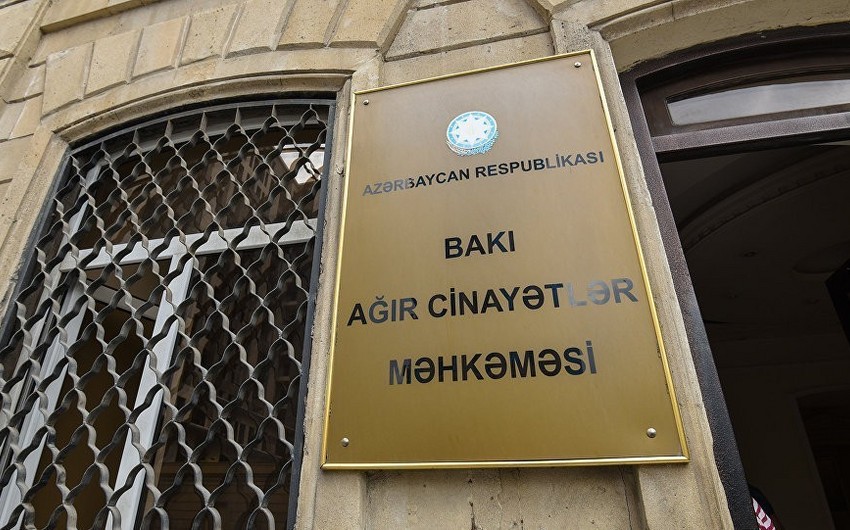 AZƏRBAYCAN RESPUBLİKASI
BAKI
AĞIR CİNAYƏTLƏR
MƏHKƏMƏSİ